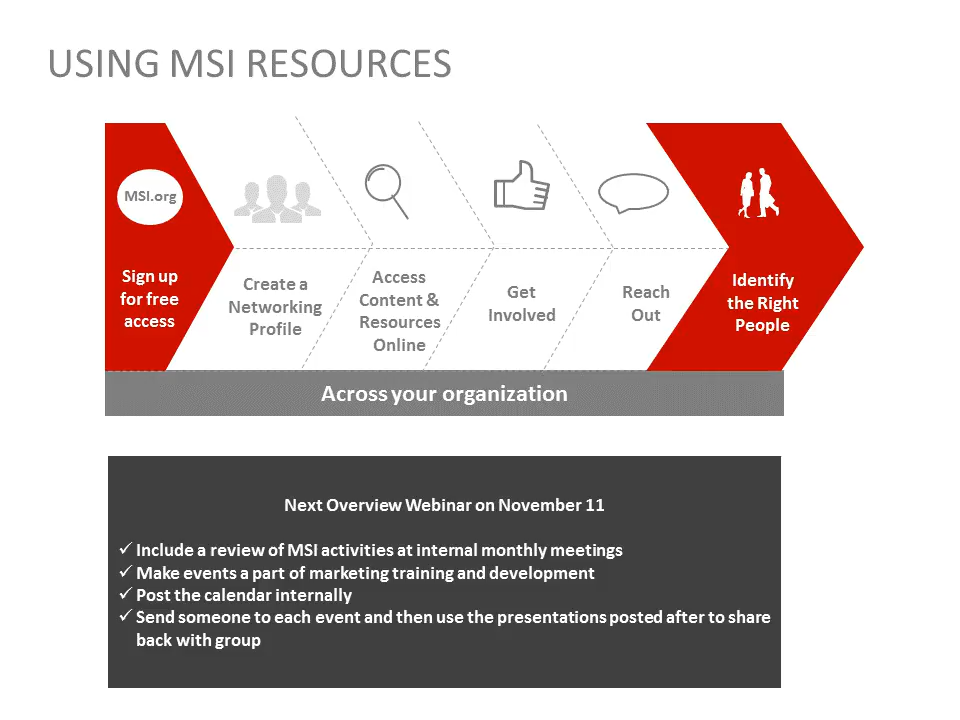 USING MSI RESOURCES
MSI.org
Sign up
for free
access
Create a
Networking
Profile
Access
Content &
Resources
Online
Get
Involved
Reach
Out
Identify
the Right
People
Across your organization
Next Overview Webinar on November 11
✓ Include a review of MSI activities at internal monthly meetings
✓ Make events a part of marketing training and development
✓ Post the calendar internally
✓ Send someone to each event and then use the presentations posted after to share
back with group